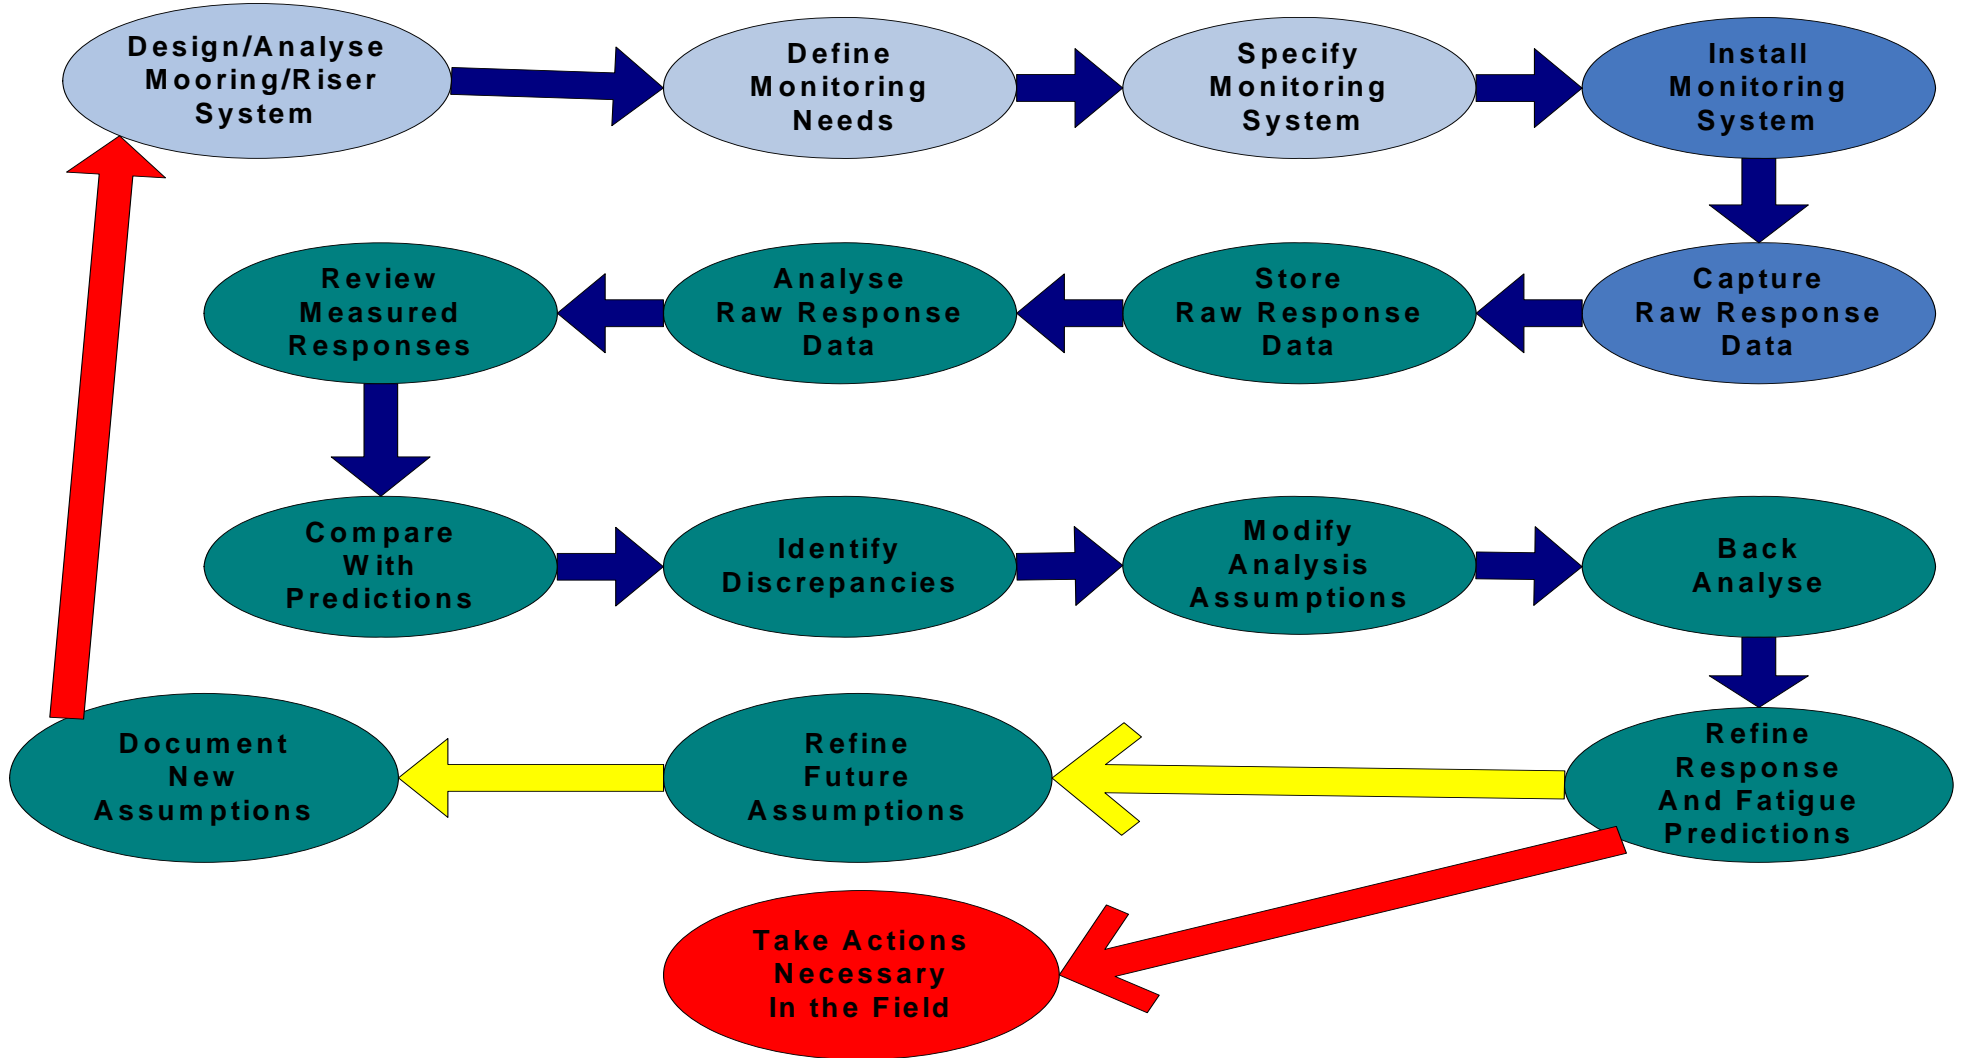 Design/Analyse
Mooring/Riser
System
Define
Monitoring
Needs
Specify
Monitoring
System
Install
Monitoring
System
Capture
Raw Response
Data
Store
Raw Response
Data
Analyse
Raw Response
Data
Review
Measured
Responses
Compare
With
Predictions
Identify
Discrepancies
Modify
Analysis
Assumptions
Back
Analyse
Refine
Response
And Fatigue
Predictions
Refine
Future
Assumptions
Document
New
Assumptions
Take Actions
Necessary
In the Field